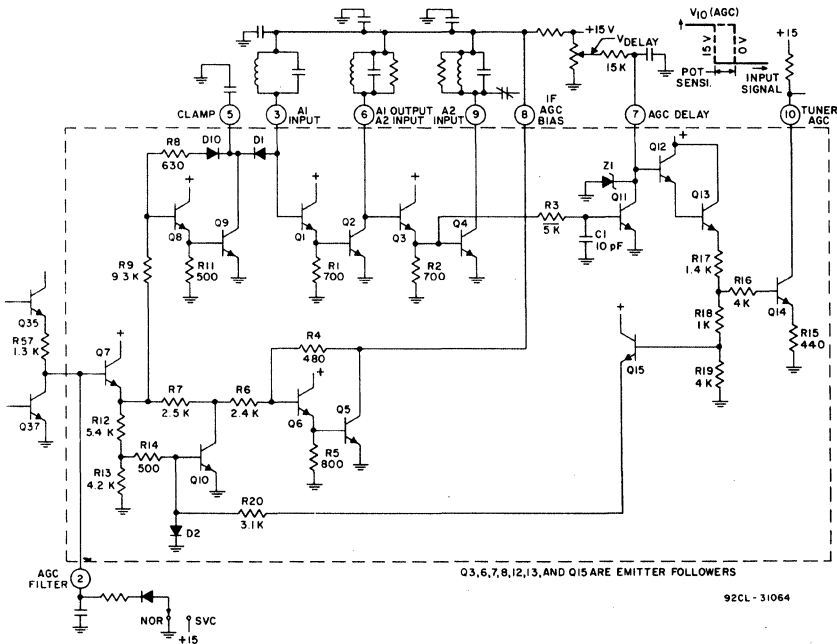 +15 V
V DELAY
15 K
V10 (AGC)
15 V
0 V
POT SENSI.
INPUT SIGNAL
+15
CLAMP
5
3
A1 INPUT
6
A1 OUTPUT
A2 INPUT
A2 INPUT
9
8
IF AGC BIAS
7
AGC DELAY
10
TUNER AGC
R8
630
D10
D1
Q8
Q9
R9
9.3 K
R11
500
+
Q1
Q2
R1
700
+
Q3
Q4
R2
700
+
R3
5K
C1
10 pF
Z1
Q11
Q12
+
Q13
R17
1.4 K
R16
4K
Q14
R15
440
R18
1K
R19
4 K
Q15
+
Q35
R57
1.3 K
Q37
Q7
+
R12
5.4 K
R13
4.2 K
R7
2.5 K
R14
500
Q10
D2
R6
2.4 K
R4
480
+
Q6
Q5
R5
800
R20
3.1K
Q3,6,7,8,12,13, AND Q15 ARE EMITTER FOLLOWERS
92CL-31064
AGC FILTER
2
NOR
SVC
+15